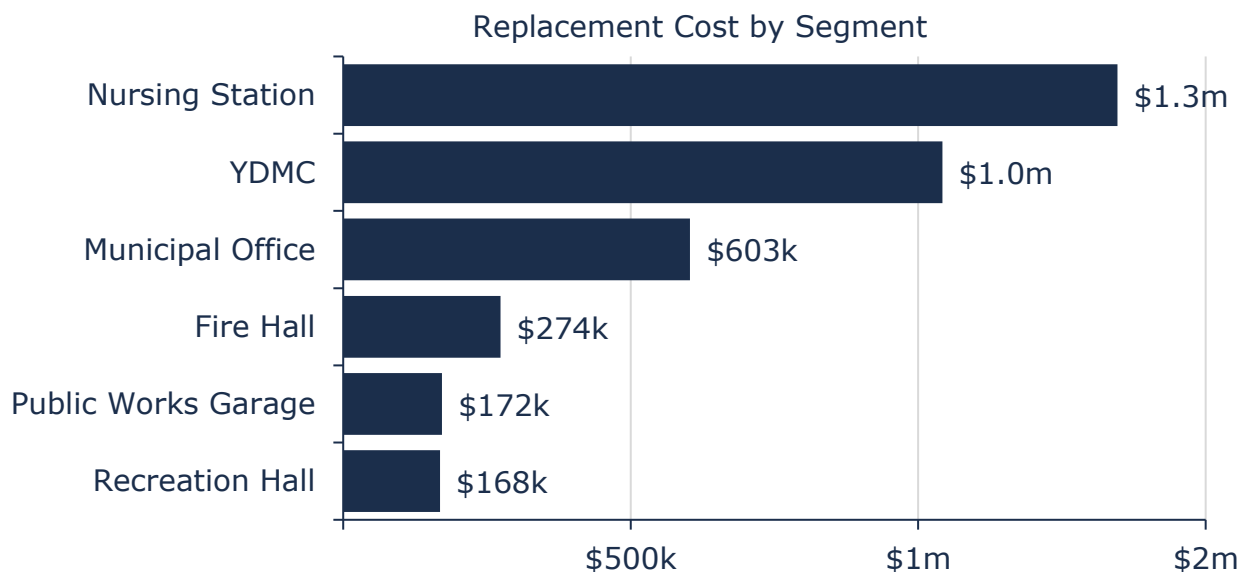 Replacement Cost by Segment
Nursing Station $1.3m
YDMC $1.0m
Municipal Office $603k
Fire Hall $274k
Public Works Garage $172k
Recreation Hall $168k
$500k $1m $2m